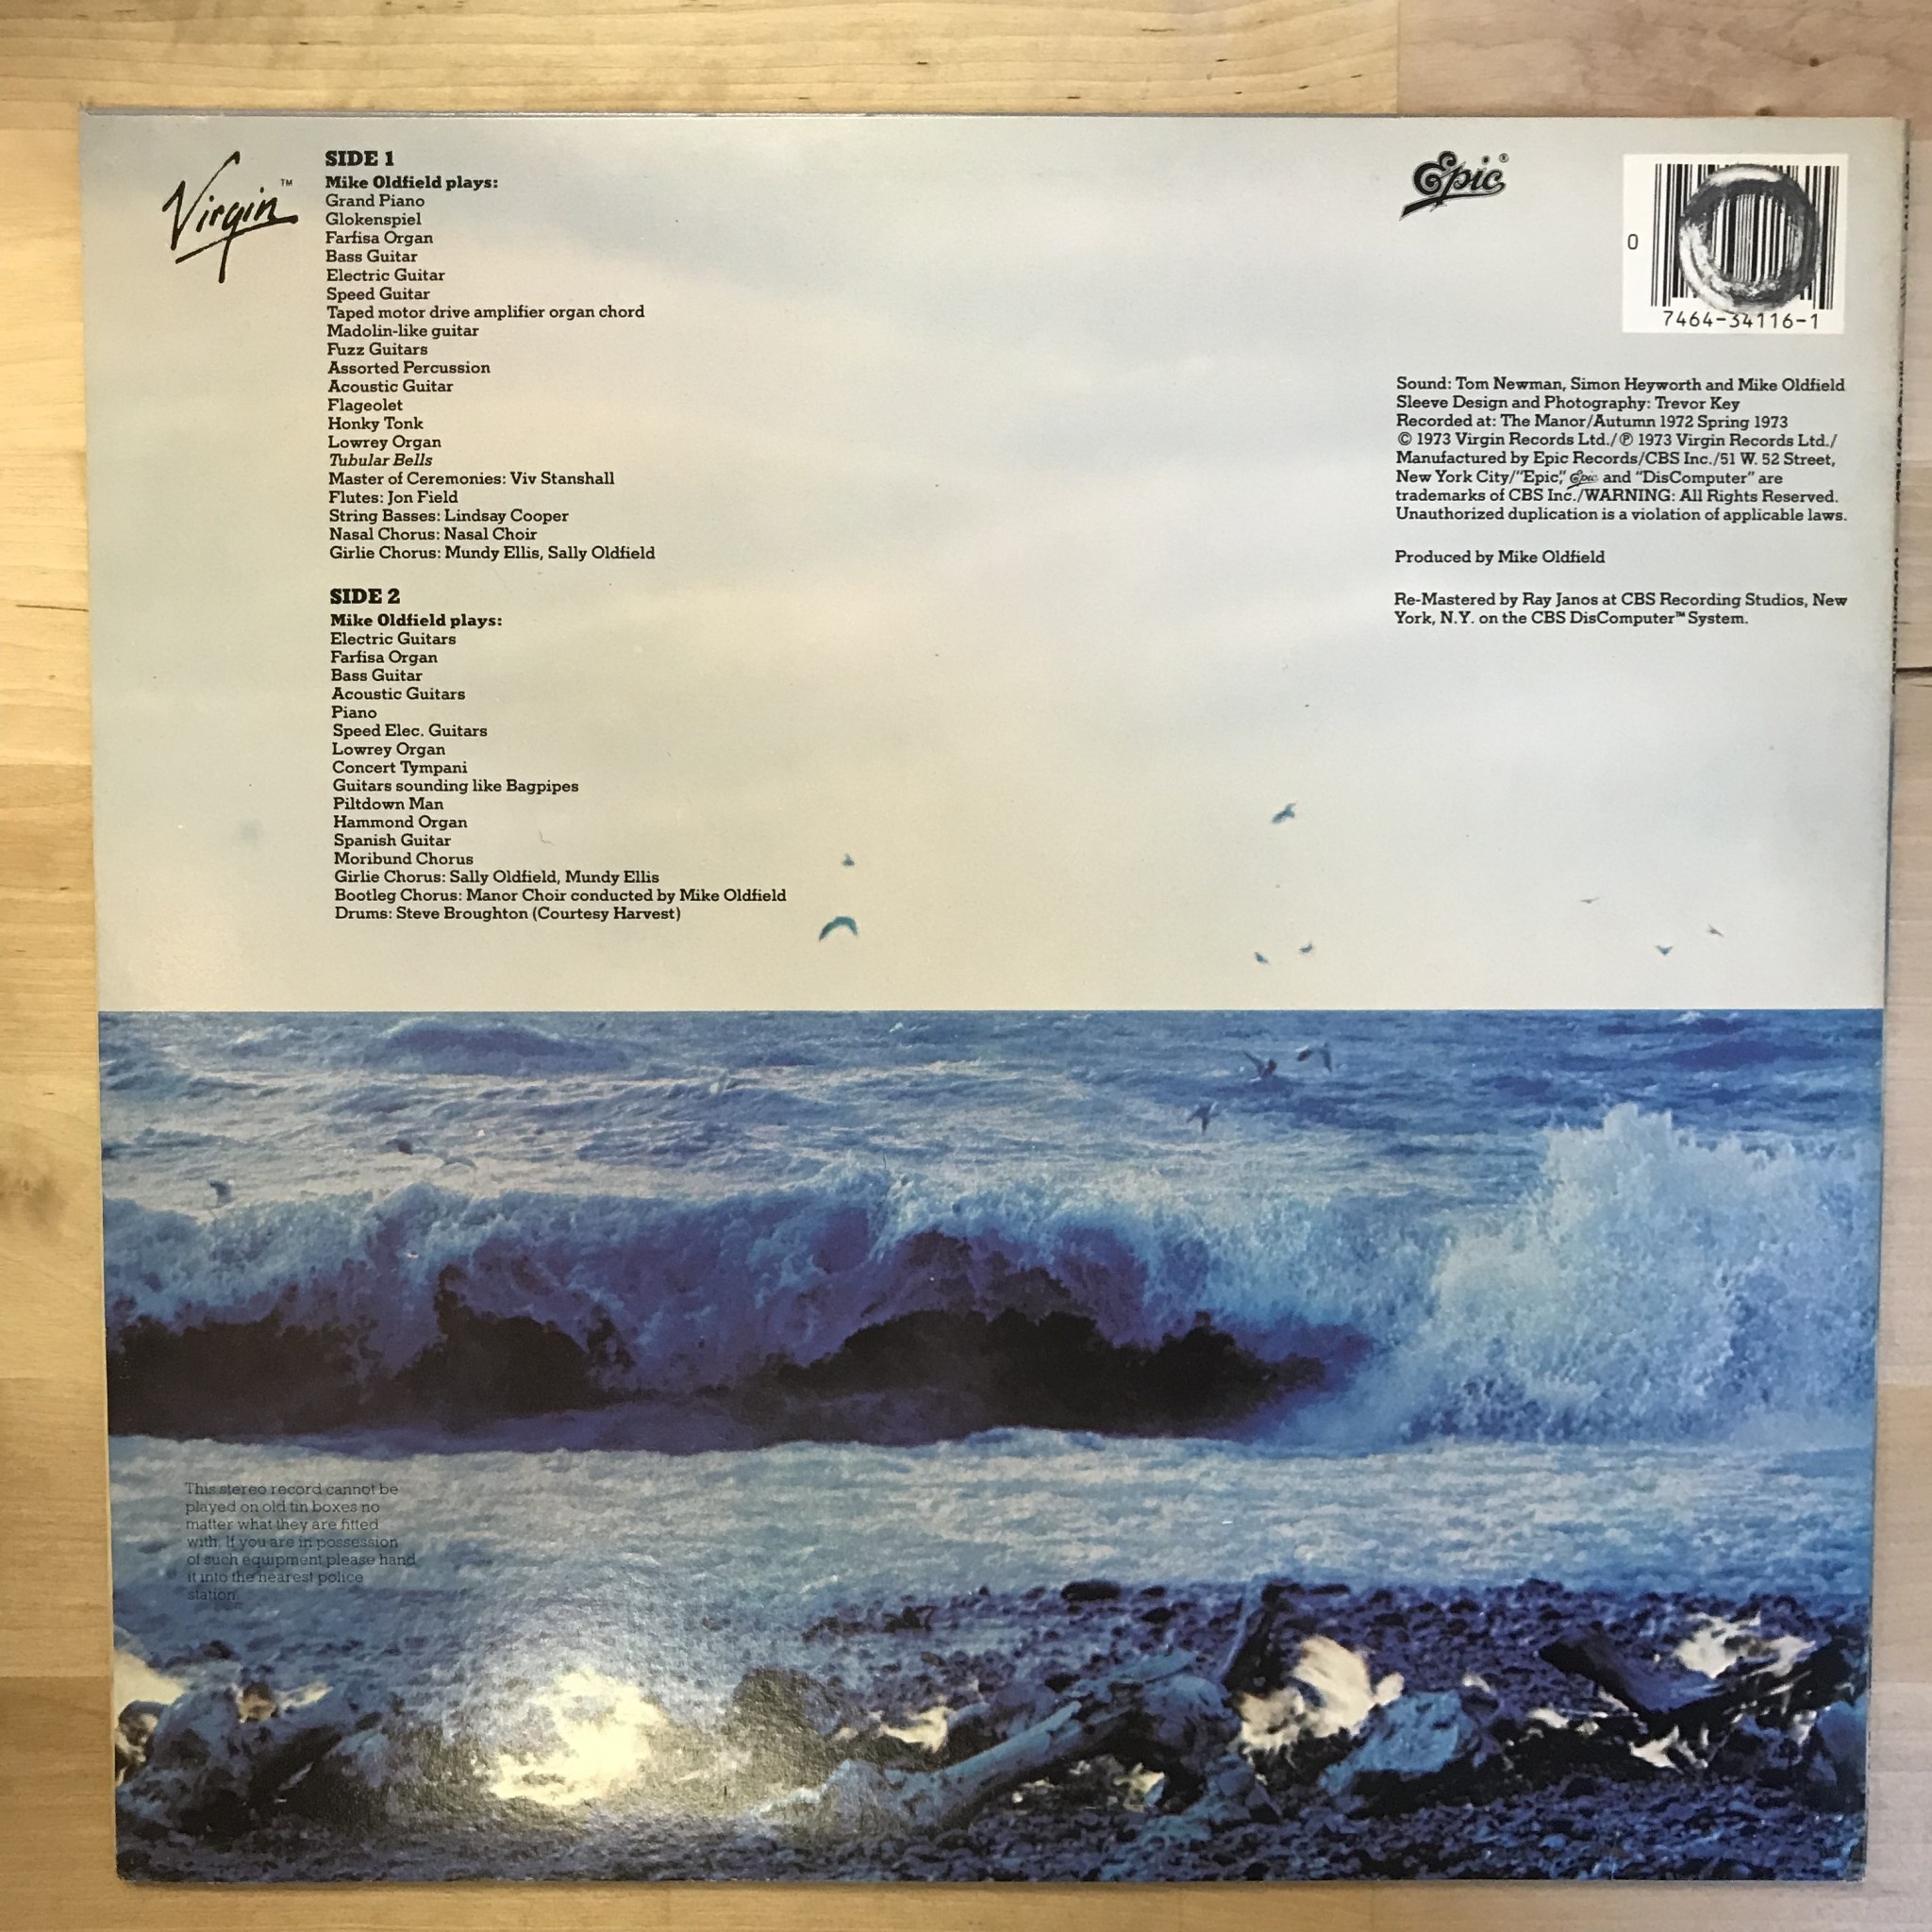 Virgin™
SIDE 1
Mike Oldfield plays:
Grand Piano
Glokenspiel
Farfisa Organ
Bass Guitar
Electric Guitar
Speed Guitar
Taped motor drive amplifier organ chord
Madolin-like guitar
Fuzz Guitars
Assorted Percussion
Acoustic Guitar
Flageolet
Honky Tonk
Lowrey Organ
Tubular Bells
Master of Ceremonies: Viv Stanshall
Flutes: Jon Field
String Basses: Lindsay Cooper
Nasal Chorus: Nasal Choir
Girlie Chorus: Mundy Ellis, Sally Oldfield
SIDE 2
Mike Oldfield plays:
Electric Guitars
Farfisa Organ
Bass Guitar
Acoustic Guitars
Piano
Speed Elec. Guitars
Lowrey Organ
Concert Tympani
Guitars sounding like Bagpipes
Piltdown Man
Hammond Organ
Spanish Guitar
Moribund Chorus
Girlie Chorus: Sally Oldfield, Mundy Ellis
Bootleg Chorus: Manor Choir conducted by Mike Oldfield
Drums: Steve Broughton (Courtesy Harvest)
Epic®
0
7464-34116-1
Sound: Tom Newman, Simon Heyworth and Mike Oldfield
Sleeve Design and Photography: Trevor Key
Recorded at: The Manor/Autumn 1972 Spring 1973
© 1973 Virgin Records Ltd./℗ 1973 Virgin Records Ltd./
Manufactured by Epic Records/CBS Inc./51 W. 52 Street,
New York City/"Epic," Epic and "DisComputer" are
trademarks of CBS Inc./WARNING: All Rights Reserved.
Unauthorized duplication is a violation of applicable laws.
Produced by Mike Oldfield
Re-Mastered by Ray Janos at CBS Recording Studios, New
York, N.Y. on the CBS DisComputer™ System.
This stereo record cannot be
played on old tin boxes no
matter what they are fitted
with. If you are in possession
of such equipment please hand
it into the nearest police
station.